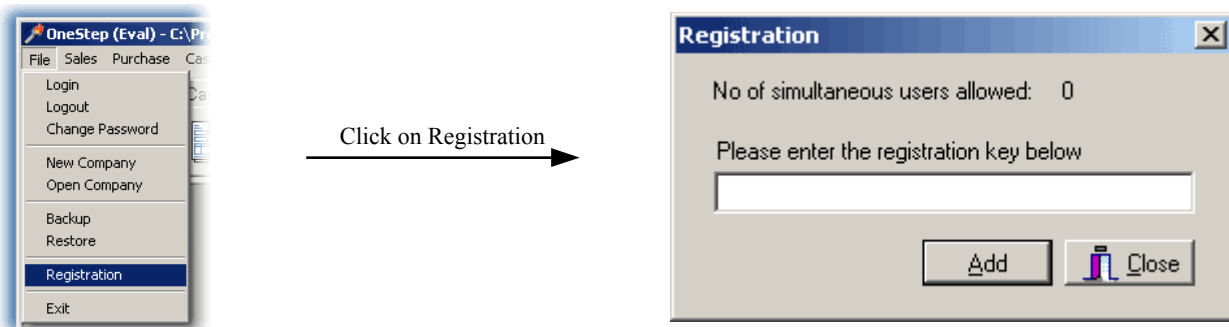 OneStep (Eval) - C:\Pr
File Sales Purchase Cas
Login
Logout
Change Password
New Company
Open Company
Backup
Restore
Registration
Exit
Click on Registration
Registration
No of simultaneous users allowed: 0
Please enter the registration key below
Add Close